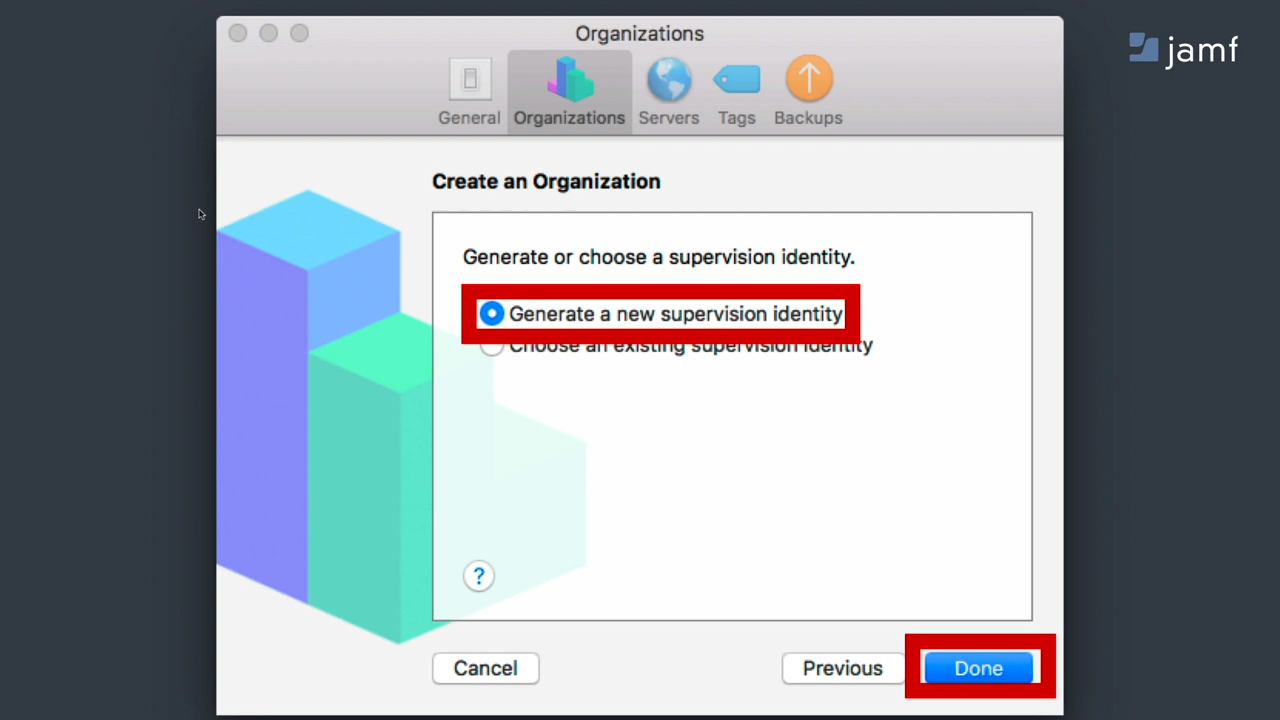 Organizations
jamf
General
Organizations
Servers
Tags
Backups
Create an Organization
Generate or choose a supervision identity.
Generate a new supervision identity
Choose an existing supervision identity
?
Cancel
Previous
Done